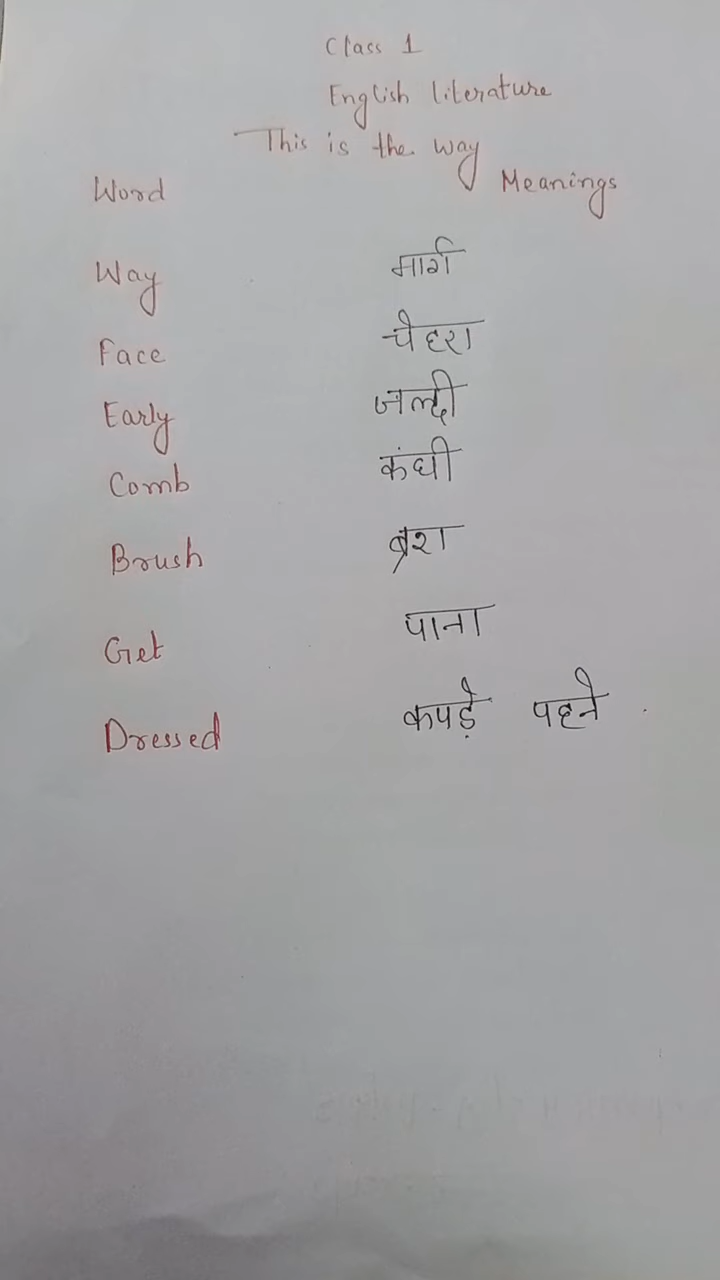 Class 1
English literature
This is the way
Word Meanings
Way मार्ग
Face चेहरा
Early जल्दी
Comb कंघी
Brush ब्रश
Get पाना
Dressed कपड़े पहने